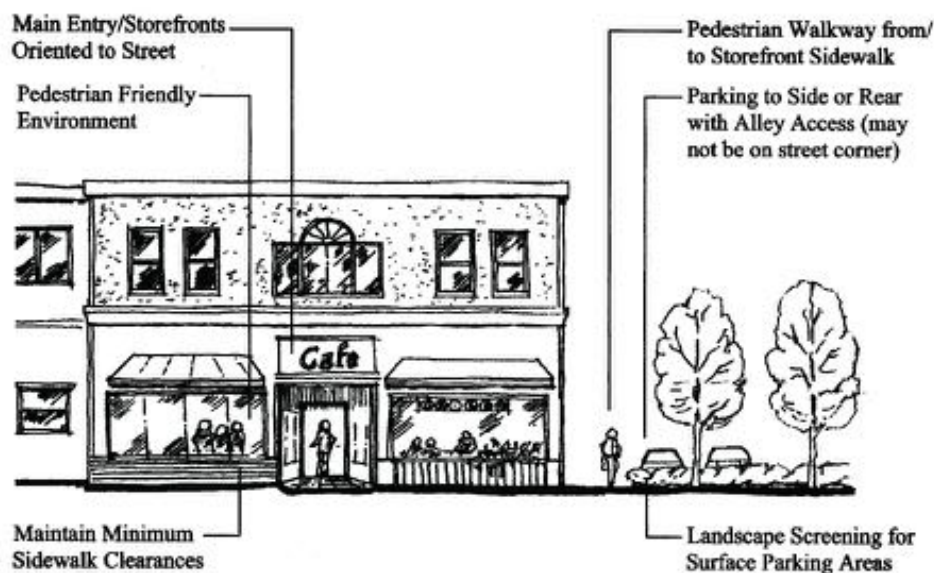 Main Entry/Storefronts
Oriented to Street
Pedestrian Friendly
Environment
Pedestrian Walkway from/
to Storefront Sidewalk
Parking to Side or Rear
with Alley Access (may
not be on street corner)
Cafe
Maintain Minimum
Sidewalk Clearances
Landscape Screening for
Surface Parking Areas